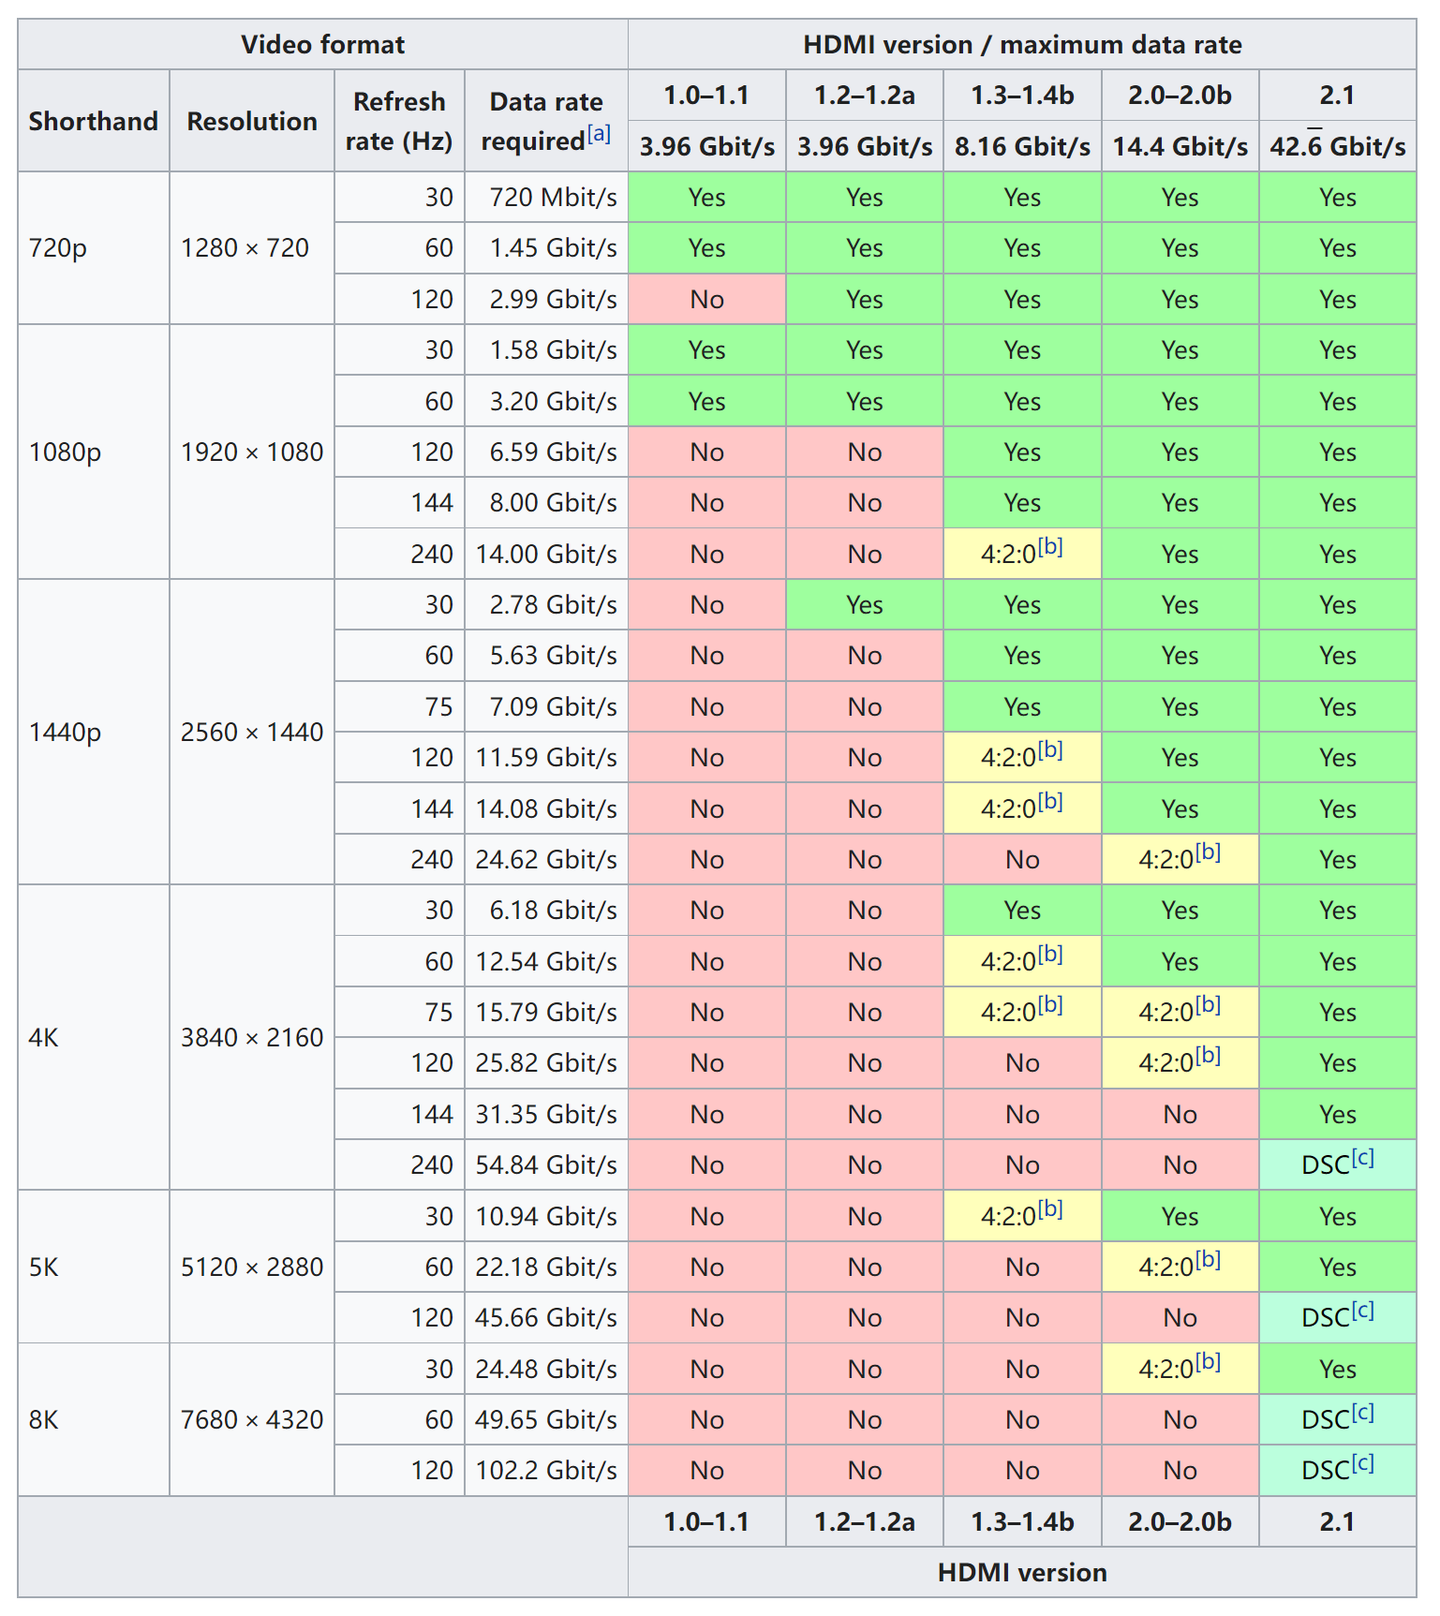 Video format HDMI version / maximum data rate
Shorthand Resolution Refresh rate (Hz) Data rate required[a] 1.0–1.1 1.2–1.2a 1.3–1.4b 2.0–2.0b 2.1
3.96 Gbit/s 3.96 Gbit/s 8.16 Gbit/s 14.4 Gbit/s 42.6̅ Gbit/s
720p 1280 × 720 30 720 Mbit/s Yes Yes Yes Yes Yes
60 1.45 Gbit/s Yes Yes Yes Yes Yes
120 2.99 Gbit/s No Yes Yes Yes Yes
1080p 1920 × 1080 30 1.58 Gbit/s Yes Yes Yes Yes Yes
60 3.20 Gbit/s Yes Yes Yes Yes Yes
120 6.59 Gbit/s No No Yes Yes Yes
144 8.00 Gbit/s No No Yes Yes Yes
240 14.00 Gbit/s No No 4:2:0[b] Yes Yes
1440p 2560 × 1440 30 2.78 Gbit/s No Yes Yes Yes Yes
60 5.63 Gbit/s No No Yes Yes Yes
75 7.09 Gbit/s No No Yes Yes Yes
120 11.59 Gbit/s No No 4:2:0[b] Yes Yes
144 14.08 Gbit/s No No 4:2:0[b] Yes Yes
240 24.62 Gbit/s No No No 4:2:0[b] Yes
4K 3840 × 2160 30 6.18 Gbit/s No No Yes Yes Yes
60 12.54 Gbit/s No No 4:2:0[b] Yes Yes
75 15.79 Gbit/s No No 4:2:0[b] 4:2:0[b] Yes
120 25.82 Gbit/s No No No 4:2:0[b] Yes
144 31.35 Gbit/s No No No No Yes
240 54.84 Gbit/s No No No No DSC[c]
5K 5120 × 2880 30 10.94 Gbit/s No No 4:2:0[b] Yes Yes
60 22.18 Gbit/s No No No 4:2:0[b] Yes
120 45.66 Gbit/s No No No No DSC[c]
8K 7680 × 4320 30 24.48 Gbit/s No No No 4:2:0[b] Yes
60 49.65 Gbit/s No No No No DSC[c]
120 102.2 Gbit/s No No No No DSC[c]
1.0–1.1 1.2–1.2a 1.3–1.4b 2.0–2.0b 2.1
HDMI version